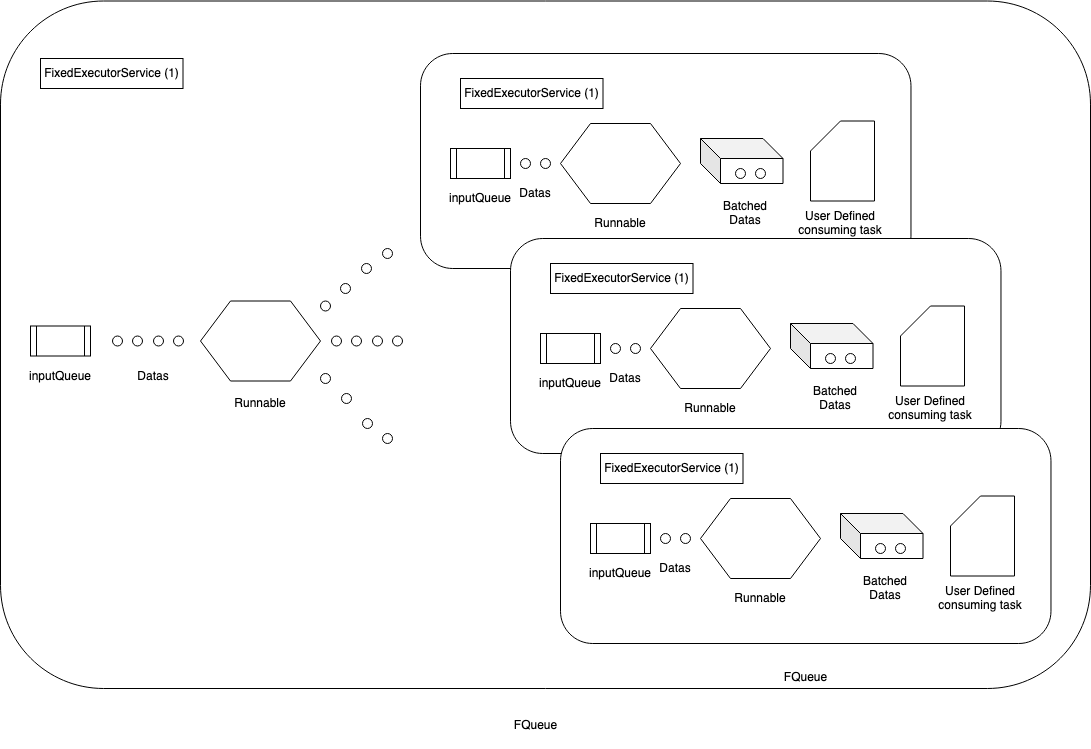 FixedExecutorService (1)
inputQueue
Datas
Runnable
FixedExecutorService (1)
inputQueue
Datas
Runnable
Batched
Datas
User Defined
consuming task
FixedExecutorService (1)
inputQueue
Datas
Runnable
Batched
Datas
User Defined
consuming task
FixedExecutorService (1)
inputQueue
Datas
Runnable
Batched
Datas
User Defined
consuming task
FQueue
FQueue